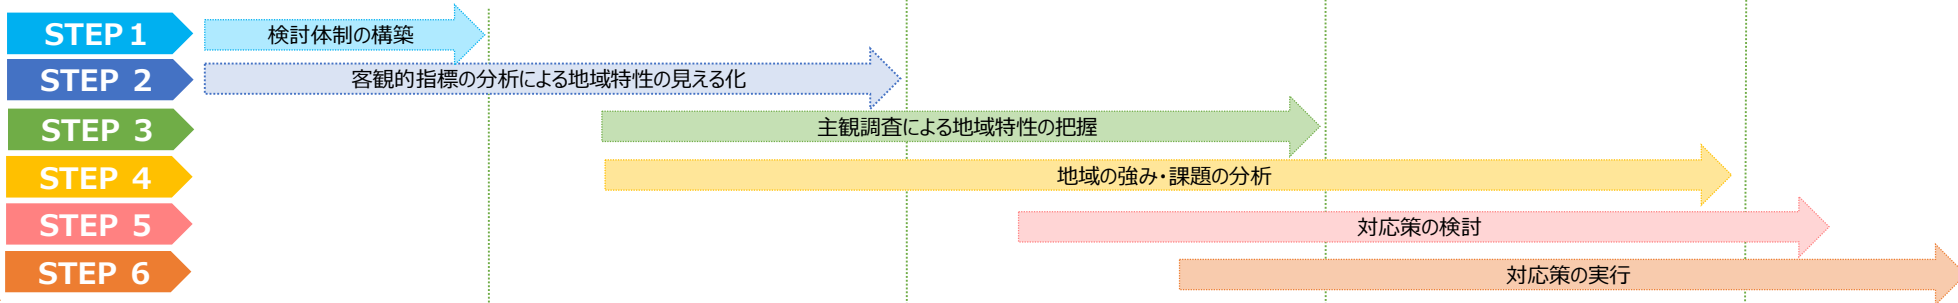 STEP 1
検討体制の構築
STEP 2
客観的指標の分析による地域特性の見える化
STEP 3
主観調査による地域特性の把握
STEP 4
地域の強み・課題の分析
STEP 5
対応策の検討
STEP 6
対応策の実行